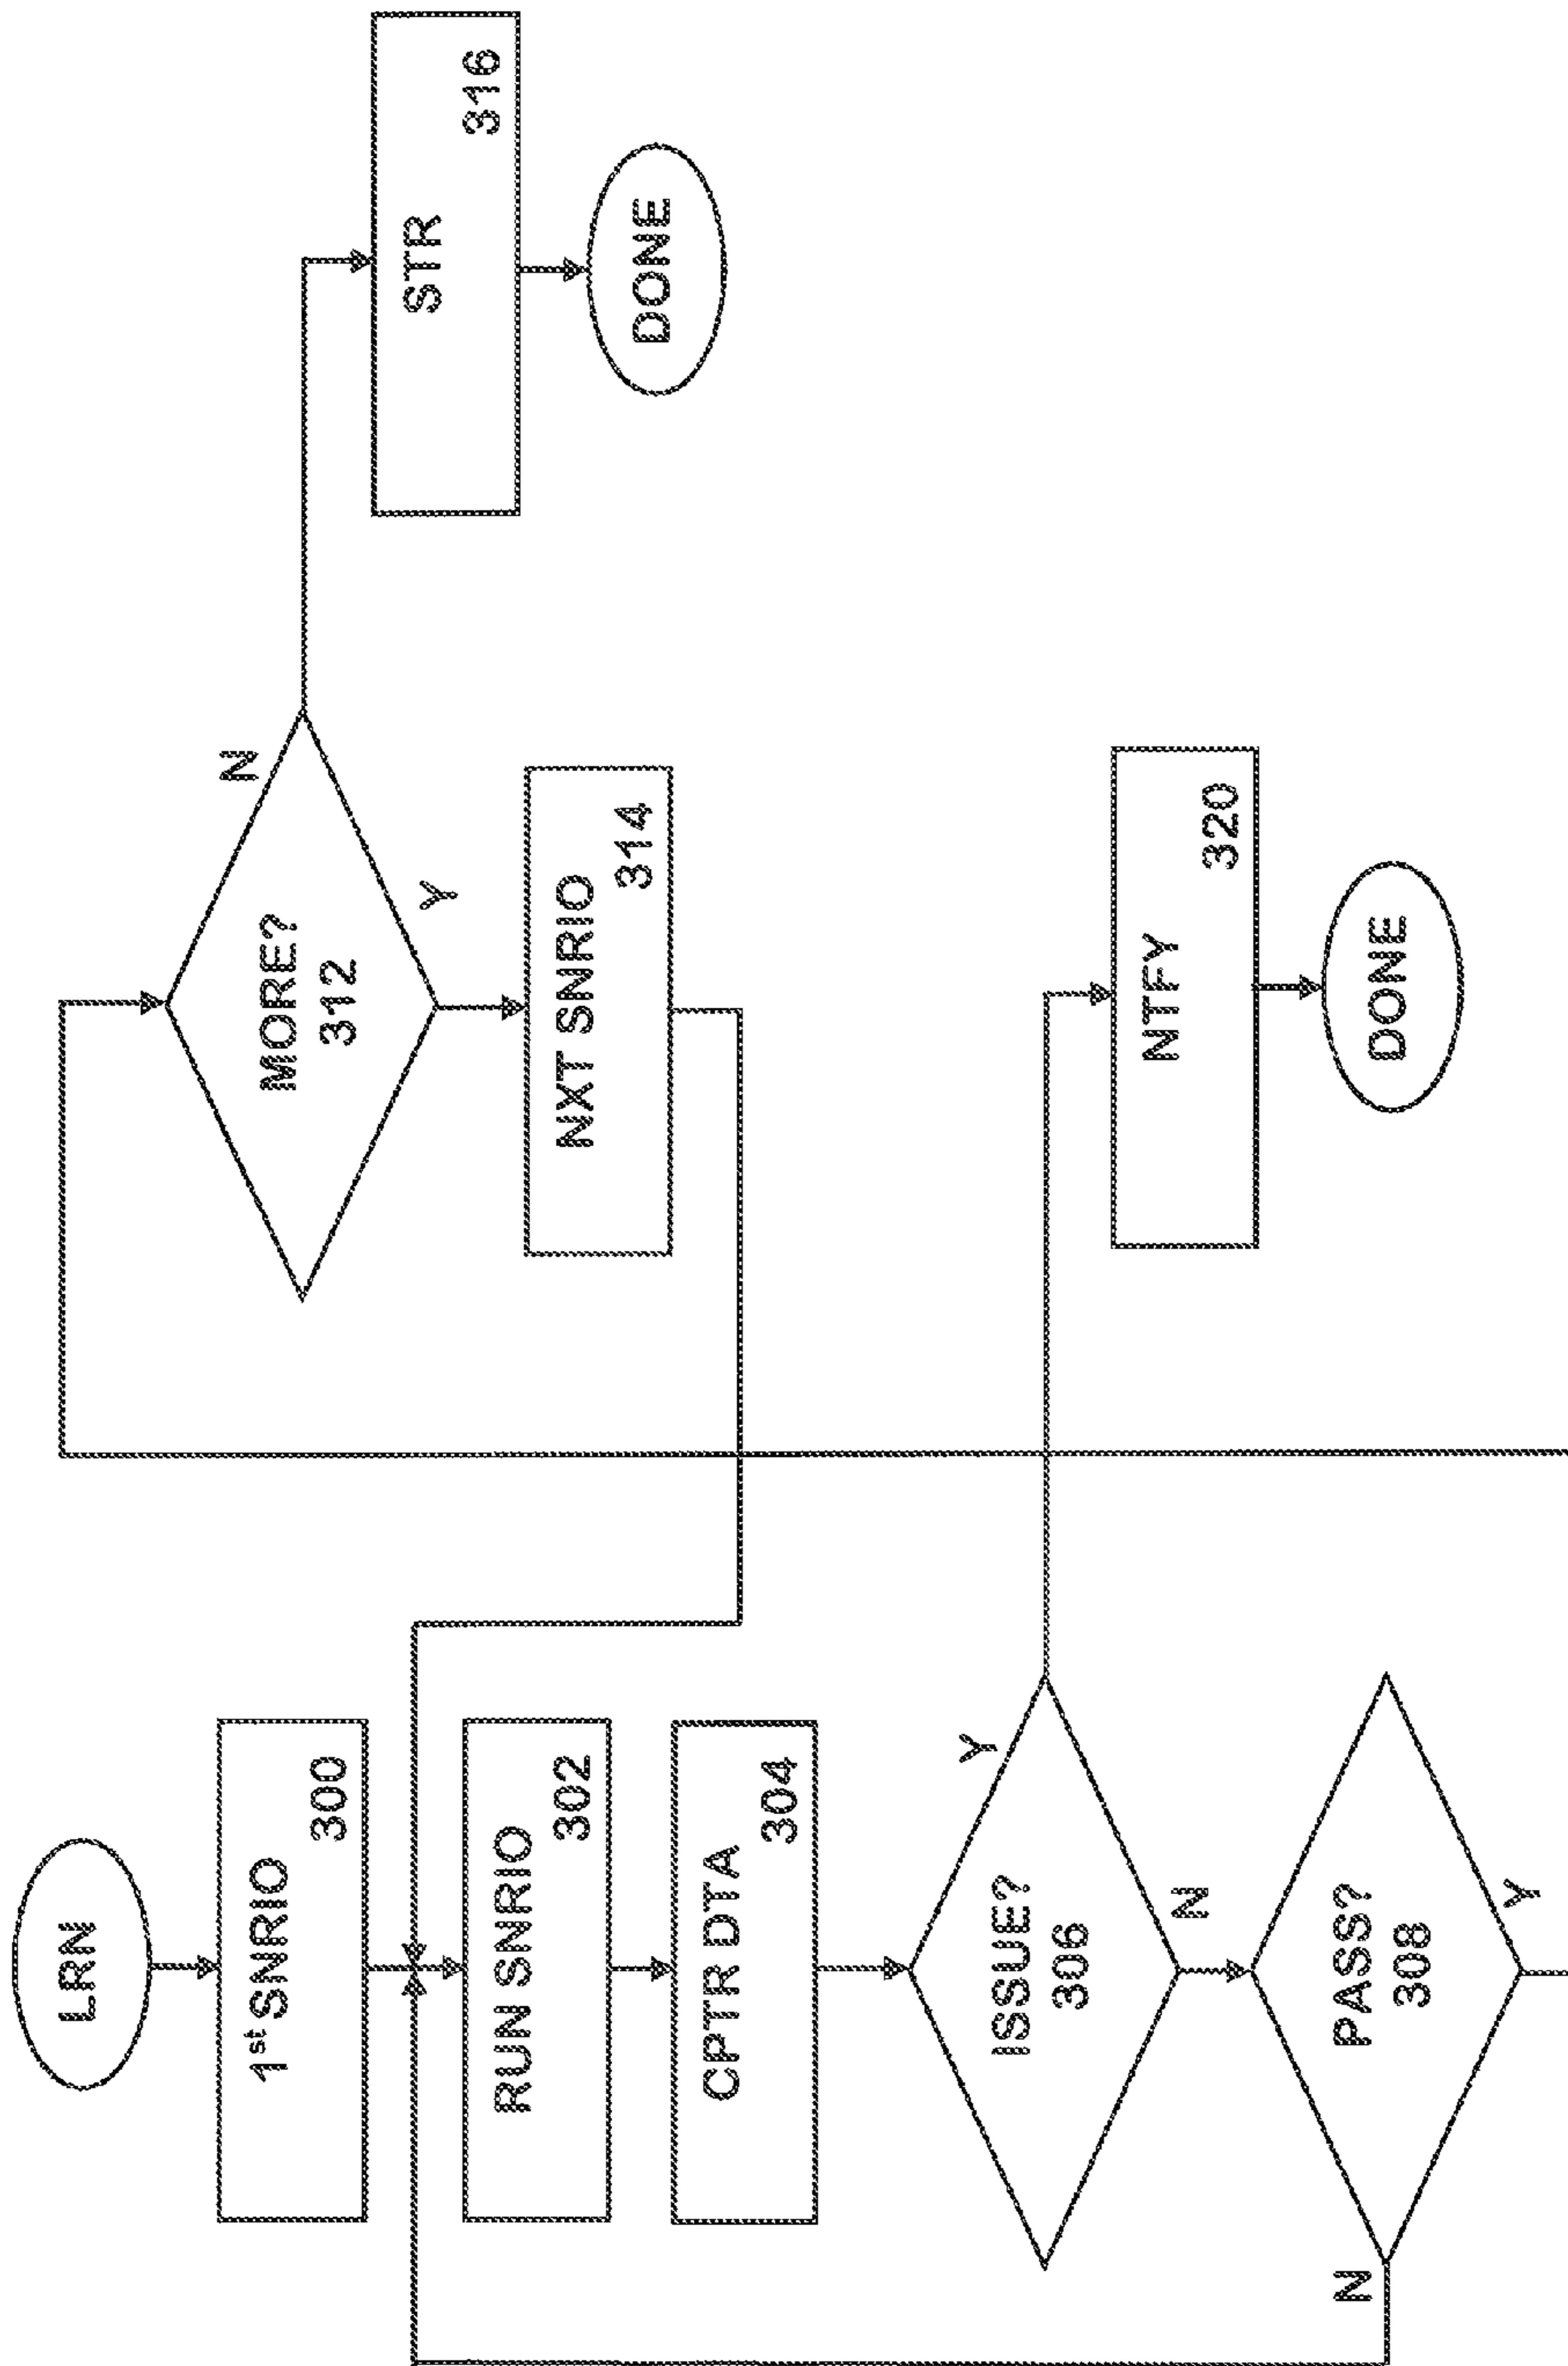 LRN
1st SNRIO
300
RUN SNRIO
302
CPTR DTA
304
ISSUE?
306
Y
N
PASS?
308
N
Y
MORE?
312
N
Y
NXT SNRIO
314
STR
316
DONE
NTFY
320
DONE